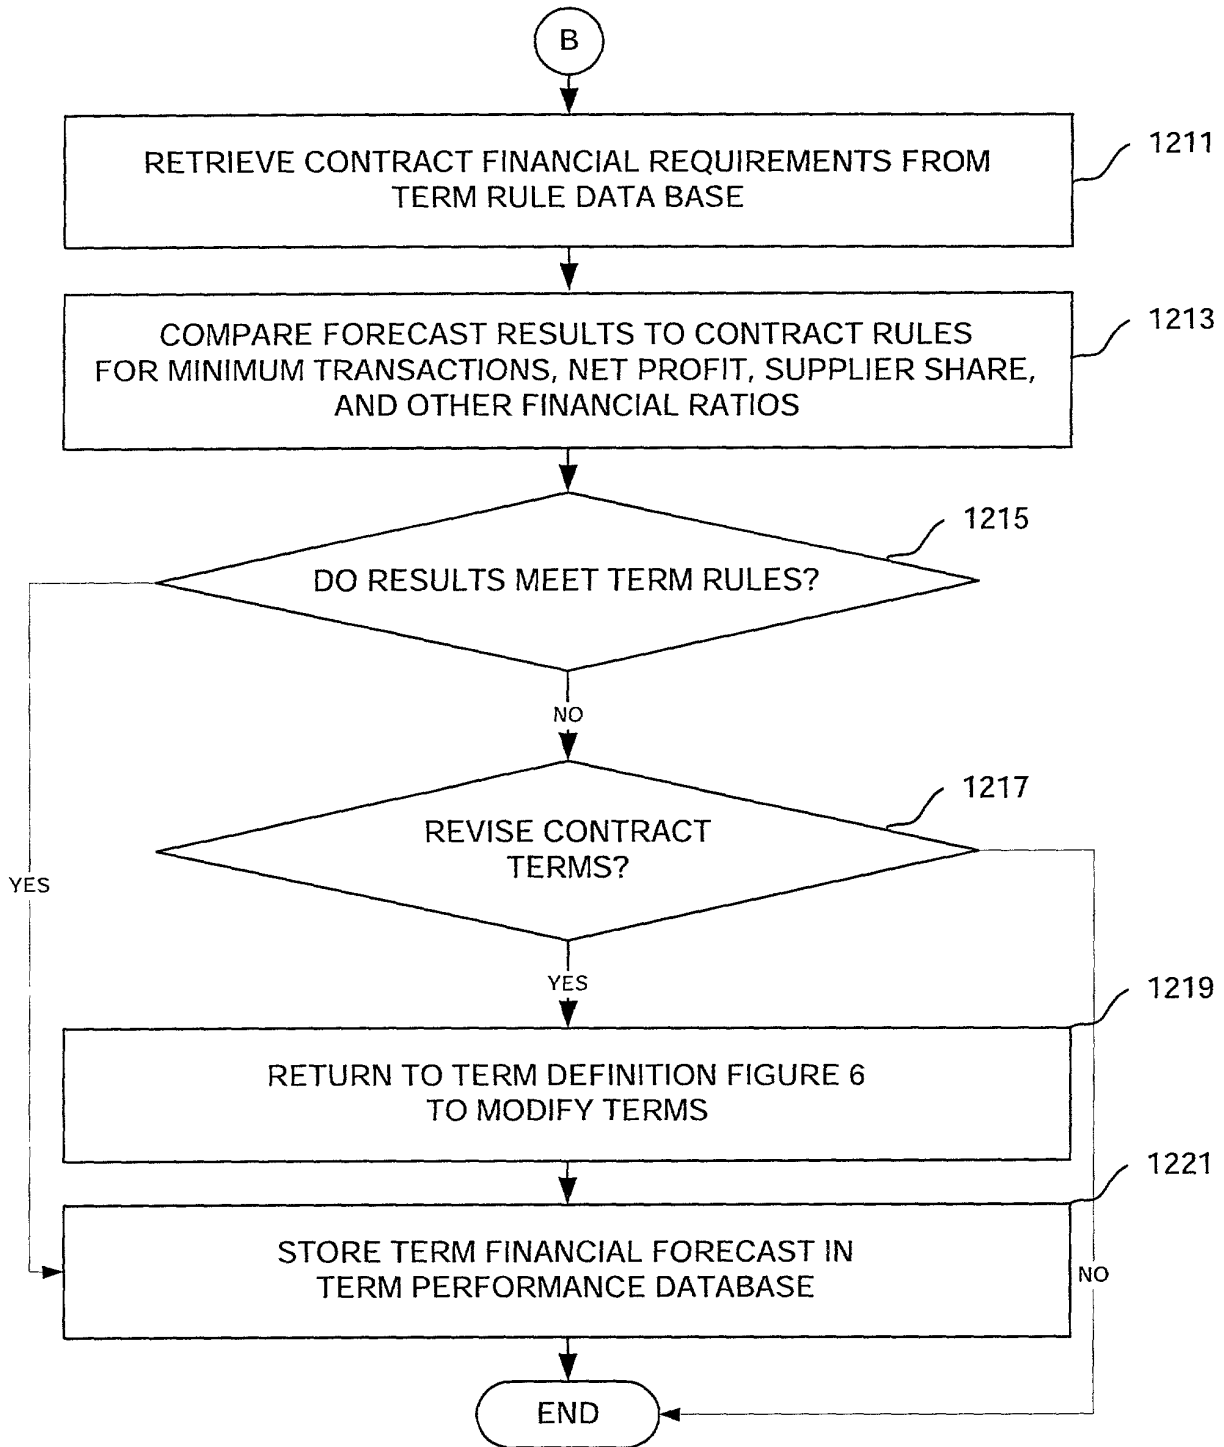 B
RETRIEVE CONTRACT FINANCIAL REQUIREMENTS FROM
TERM RULE DATA BASE
1211
COMPARE FORECAST RESULTS TO CONTRACT RULES
FOR MINIMUM TRANSACTIONS, NET PROFIT, SUPPLIER SHARE,
AND OTHER FINANCIAL RATIOS
1213
DO RESULTS MEET TERM RULES?
1215
NO
REVISE CONTRACT
TERMS?
1217
YES
YES
RETURN TO TERM DEFINITION FIGURE 6
TO MODIFY TERMS
1219
STORE TERM FINANCIAL FORECAST IN
TERM PERFORMANCE DATABASE
1221
NO
END